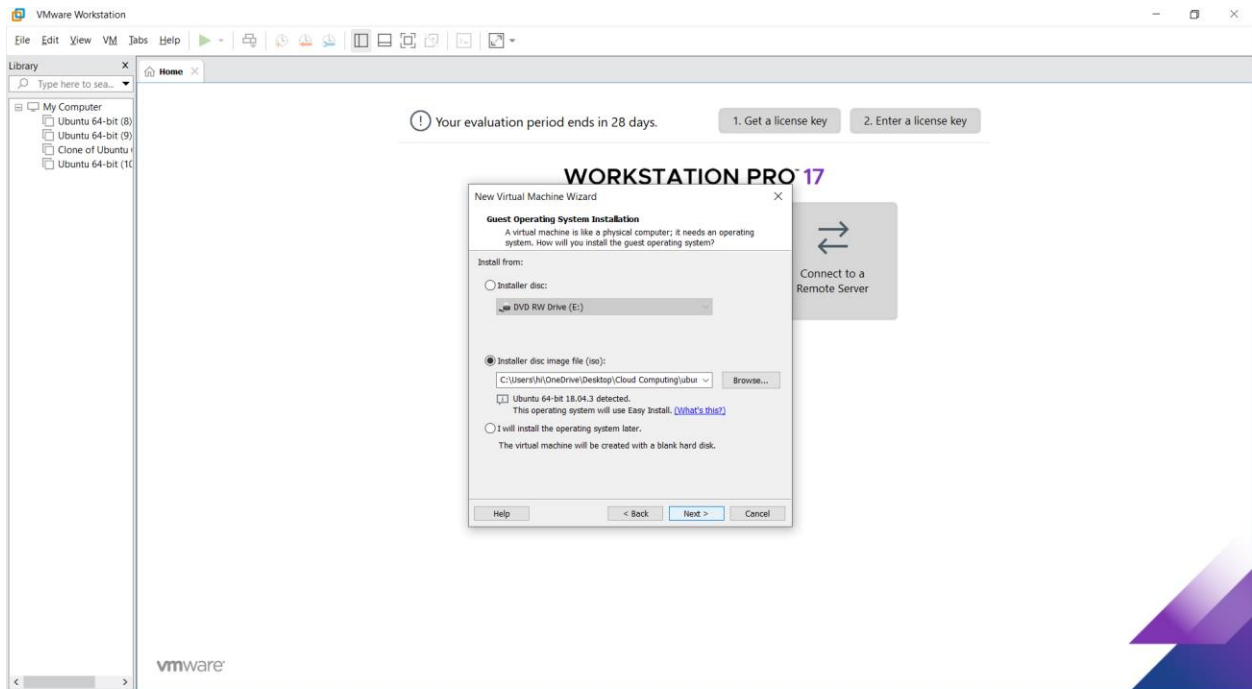 VMware Workstation
File Edit View VM Tabs Help
Library X
Type here to sea...
My Computer
Ubuntu 64-bit (8)
Ubuntu 64-bit (9)
Clone of Ubuntu
Ubuntu 64-bit (10
Home
! Your evaluation period ends in 28 days.
1. Get a license key
2. Enter a license key
WORKSTATION PRO 17
Connect to a
Remote Server
New Virtual Machine Wizard
Guest Operating System Installation
A virtual machine is like a physical computer; it needs an operating
system. How will you install the guest operating system?
Install from:
Installer disc:
DVD RW Drive (E:)
Installer disc image file (iso):
C:\Users\hi\OneDrive\Desktop\Cloud Computing\ubu
Browse...
Ubuntu 64-bit 18.04.3 detected.
This operating system will use Easy Install. (What's this?)
I will install the operating system later.
The virtual machine will be created with a blank hard disk.
Help < Back Next > Cancel
vmware